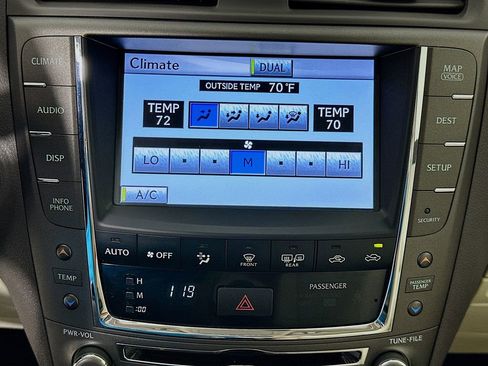 Climate
DUAL
OUTSIDE TEMP 70°F
TEMP 72
TEMP 70
LO M HI
A/C
CLIMATE
AUDIO
DISP
INFO PHONE
TEMP
MAP VOICE
DEST
SETUP
SECURITY
PASSENGER TEMP
AUTO OFF FRONT REAR
H
M
:00
1:19
PASSENGER
PWR·VOL
TUNE·FILE